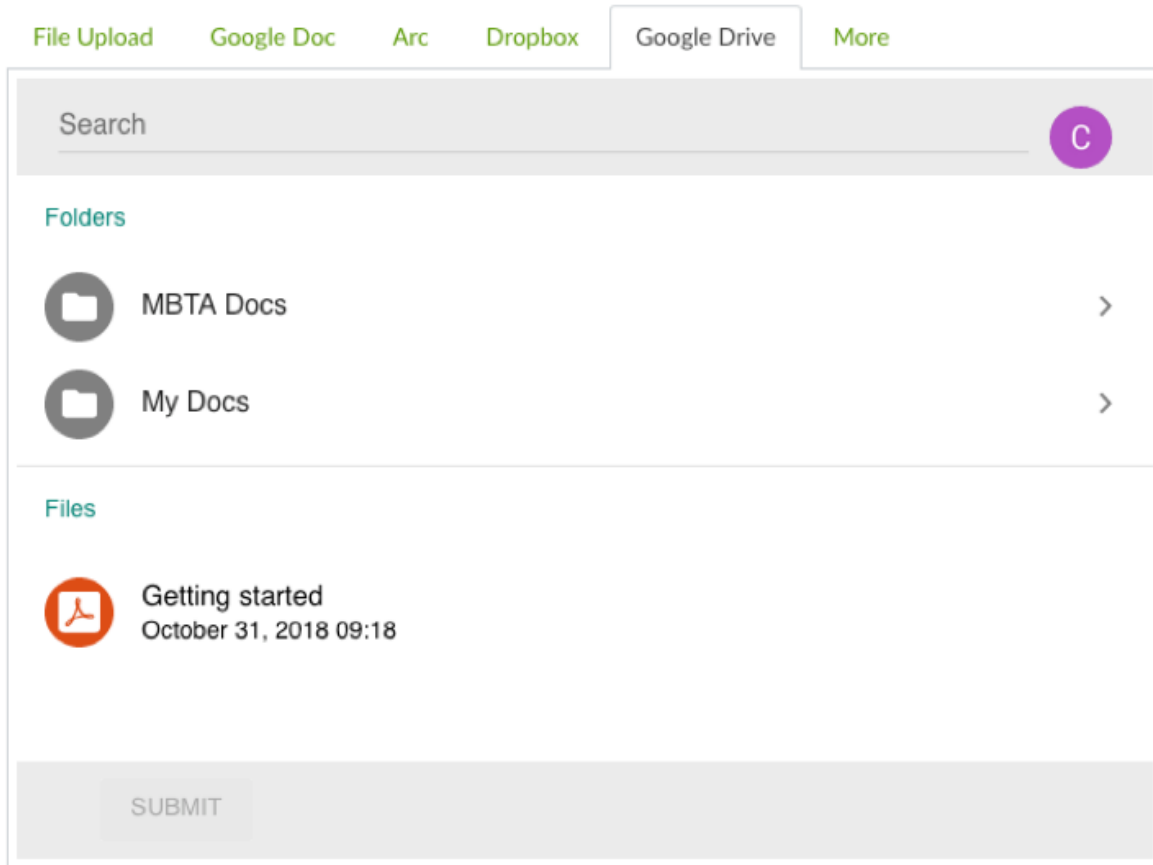 File Upload Google Doc Arc Dropbox Google Drive More
Search
C
Folders
MBTA Docs
My Docs
Files
Getting started
October 31, 2018 09:18
SUBMIT